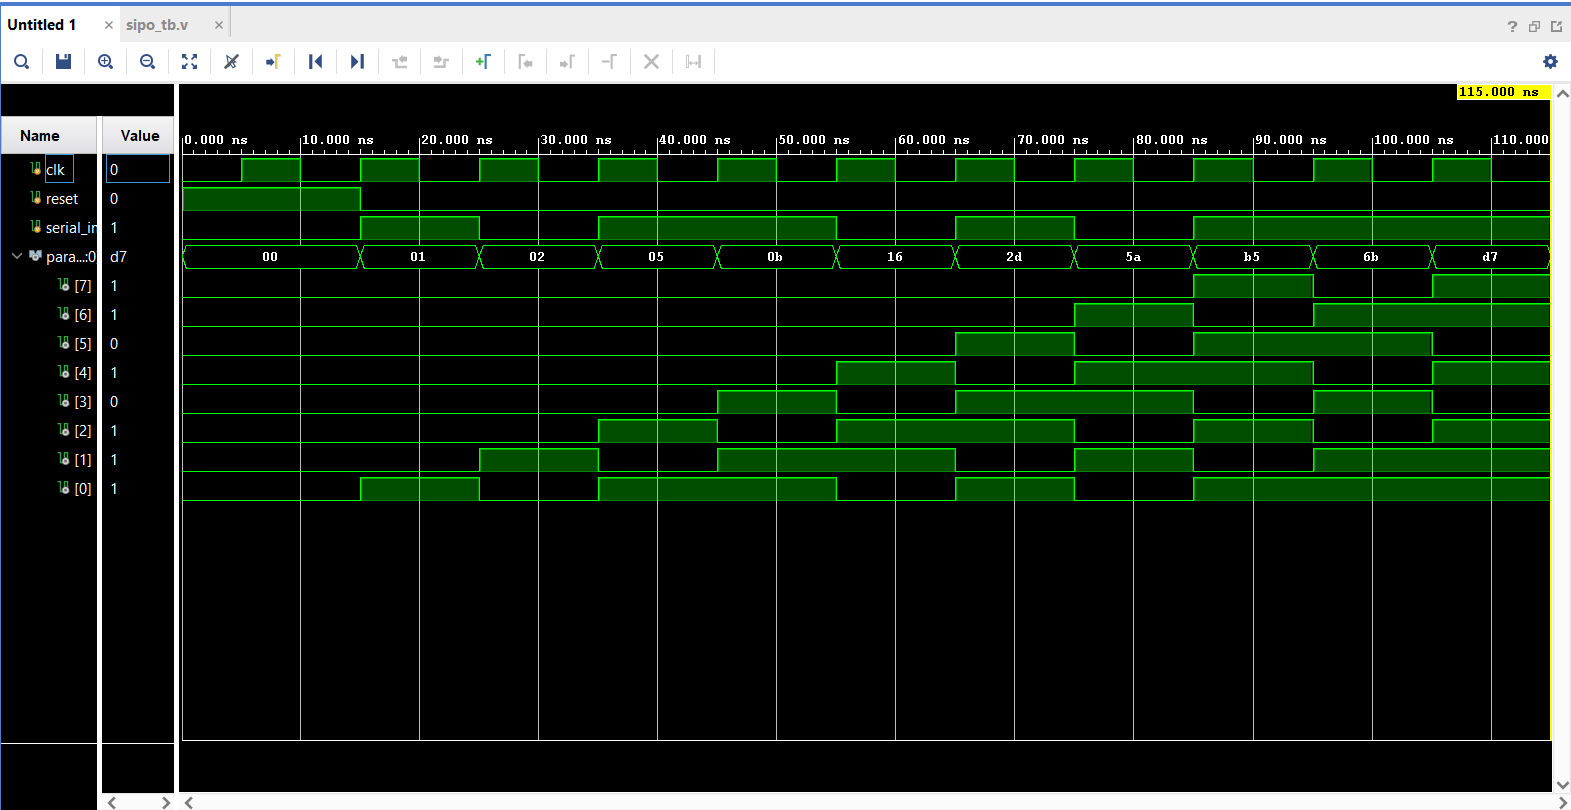 Untitled 1 × sipo_tb.v ×
?
115.000 ns
Name Value
0.000 ns 10.000 ns 20.000 ns 30.000 ns 40.000 ns 50.000 ns 60.000 ns 70.000 ns 80.000 ns 90.000 ns 100.000 ns 110.000
clk 0
reset 0
serial_in 1
para...:0 d7 00 01 02 05 0b 16 2d 5a b5 6b d7
[7] 1
[6] 1
[5] 0
[4] 1
[3] 0
[2] 1
[1] 1
[0] 1